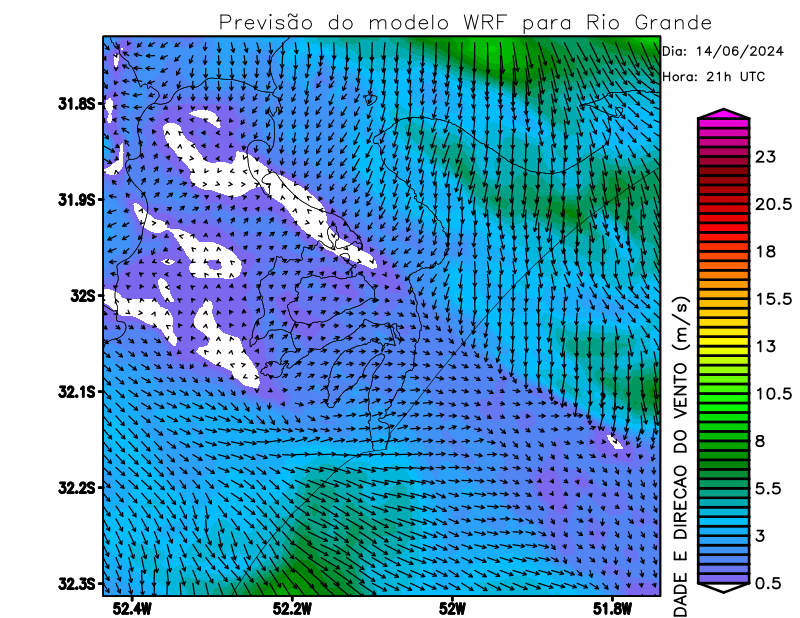 Previsão do modelo WRF para Rio Grande
Dia: 14/06/2024
Hora: 21h UTC
31.8S
31.9S
32S
32.1S
32.2S
32.3S
52.4W
52.2W
52W
51.8W
DADE E DIRECAO DO VENTO (m/s)
23
20.5
18
15.5
13
10.5
8
5.5
3
0.5